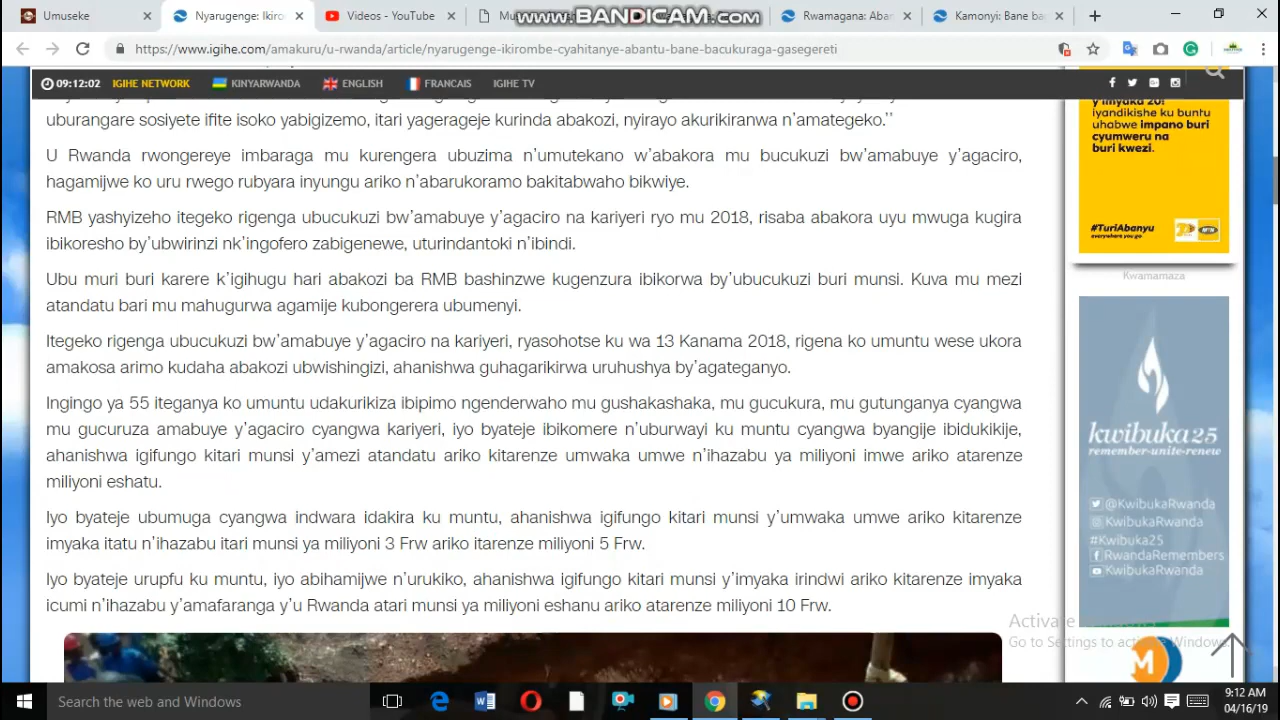 Umuseke
Nyarugenge: Ikiro
Videos - YouTube
Mu
www.BANDICAM.com
Rwamagana: Aban
Kamonyi: Bane ba
https://www.igihe.com/amakuru/u-rwanda/article/nyarugenge-ikirombe-cyahitanye-abantu-bane-bacukuraga-gasegereti
09:12:02
IGIHE NETWORK
KINYARWANDA
ENGLISH
FRANCAIS
IGIHE TV
uburangare sosiyete ifite isoko yabigizemo, itanyagerageje kurinda abakozi, nyirayo akurikiranwa n'amategeko.''
U Rwanda rwongereye imbaraga mu kurengera ubuzima n'umutekano w'abakora mu bucukuzi bw'amabuye y'agaciro,
hagamijwe ko uru rwego rubyara inyungu ariko n'abarukoramo bakitabwaho bikwiye.
RMB yashyizeho itegeko rigenga ubucukuzi bw'amabuye y'agaciro na kariyeri ryo mu 2018, risaba abakora uyu mwuga kugira
ibikoresho by'ubwirinzi nk'ingofero zabigenewe, uturindantoki n'ibindi.
Ubu muri buri karere k'igihugu hari abakozi ba RMB bashinzwe kugenzura ibikorwa by'ubucukuzi buri munsi. Kuva mu mezi
atandatu bari mu mahugurwa agamije kubongerera ubumenyi.
Itegeko rigenga ubucukuzi bw'amabuye y'agaciro na kariyeri, ryasohotse ku wa 13 Kanama 2018, rigena ko umuntu wese ukora
amakosa arimo kudaha abakozi ubwishingizi, ahanishwa guhagarikirwa uruhushya by'agateganyo.
Ingingo ya 55 iteganya ko umuntu udakurikiza ibipimo ngenderwaho mu gushakashaka, mu gucukura, mu gutunganya cyangwa
mu gucuruza amabuye y'agaciro cyangwa kariyeri, iyo byateje ibikomere n'uburwayi ku muntu cyangwa byangije ibidukikije,
ahanishwa igifungo kitari munsi y'amezi atandatu ariko kitarenze umwaka umwe n'ihazabu ya miliyoni imwe ariko atarenze
miliyoni eshatu.
Iyo byateje ubumuga cyangwa indwara idakira ku muntu, ahanishwa igifungo kitari munsi y'umwaka umwe ariko kitarenze
imyaka itatu n'ihazabu itari munsi ya miliyoni 3 Frw ariko itarenze miliyoni 5 Frw.
Iyo byateje urupfu ku muntu, iyo abihamijwe n'urukiko, ahanishwa igifungo kitari munsi y'imyaka irindwi ariko kitarenze imyaka
icumi n'ihazabu y'amafaranga y'u Rwanda atari munsi ya miliyoni eshanu ariko atarenze miliyoni 10 Frw.
y'imyaka 20!
iyandikishe ku buntu
uhabwe impano buri
cyumweru na
buri kwezi.
#TuriAbanyu
everywhere you go
MTN
Kwamamaza
kwibuka25
remember-unite-renew
@KwibukaRwanda
KwibukaRwanda
#Kwibuka25
RwandaRemembers
KwibukaRwanda
Activate
Go to Settings to activate Windows.
Search the web and Windows
9:12 AM
04/16/19